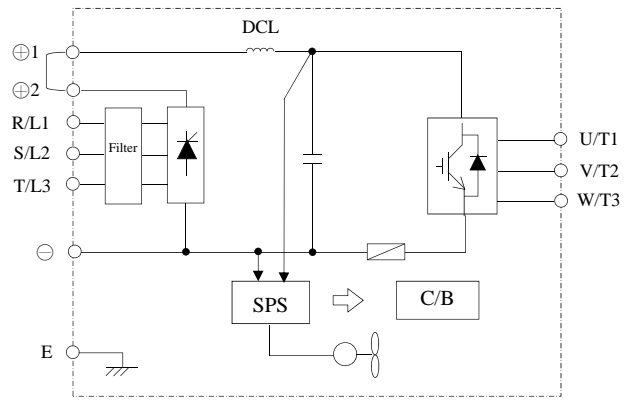 DCL
⊕1
⊕2
R/L1
S/L2
T/L3
Filter
U/T1
V/T2
W/T3
⊖
SPS
C/B
E